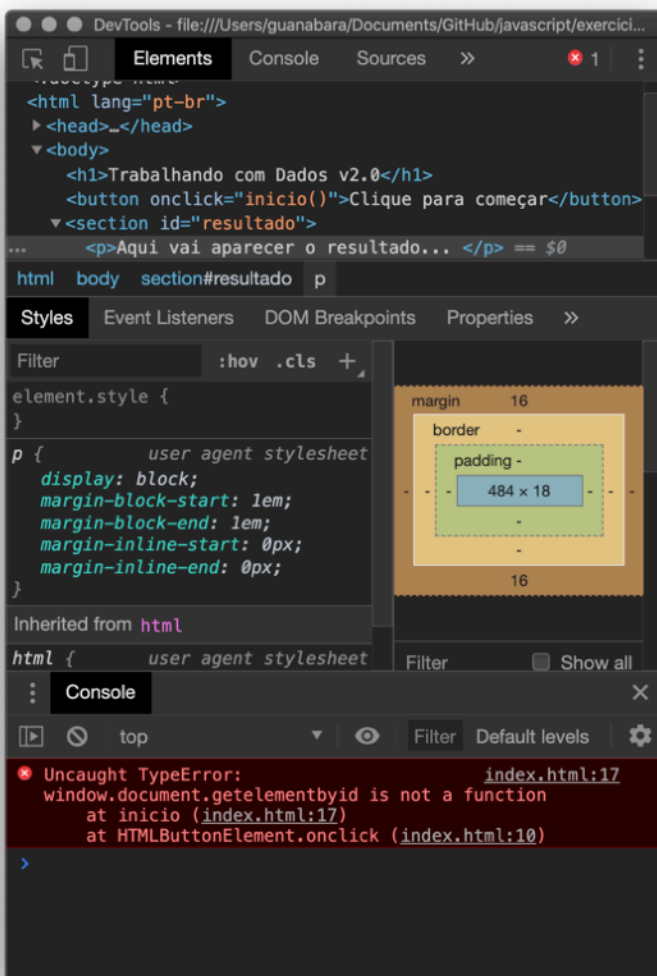 DevTools - file:///Users/guanabara/Documents/GitHub/javascript/exercici...
Elements Console Sources » 1
<html lang="pt-br">
<head>…</head>
<body>
<h1>Trabalhando com Dados v2.0</h1>
<button onclick="inicio()">Clique para começar</button>
<section id="resultado">
... <p>Aqui vai aparecer o resultado... </p> == $0
html body section#resultado p
Styles Event Listeners DOM Breakpoints Properties »
Filter :hov .cls +
element.style {
}
p { user agent stylesheet
display: block;
margin-block-start: 1em;
margin-block-end: 1em;
margin-inline-start: 0px;
margin-inline-end: 0px;
}
Inherited from html
html { user agent stylesheet
margin 16
border -
padding -
- - - 484 × 18 - - -
-
-
16
Filter Show all
Console
top Filter Default levels
Uncaught TypeError: index.html:17
window.document.getelementbyid is not a function
at inicio (index.html:17)
at HTMLButtonElement.onclick (index.html:10)
>